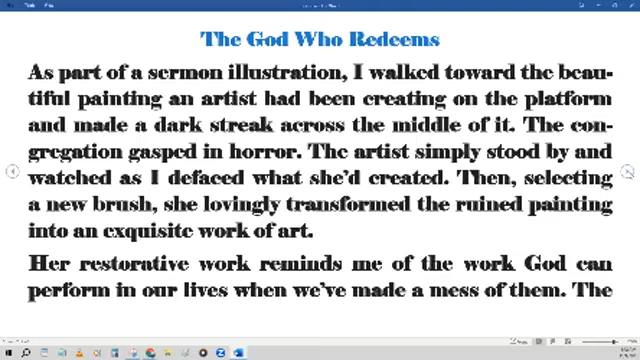 The God Who Redeems
As part of a sermon illustration, I walked toward the beau-
tiful painting an artist had been creating on the platform
and made a dark streak across the middle of it. The con-
gregation gasped in horror. The artist simply stood by and
watched as I defaced what she'd created. Then, selecting
a new brush, she lovingly transformed the ruined painting
into an exquisite work of art.
Her restorative work reminds me of the work God can
perform in our lives when we've made a mess of them. The